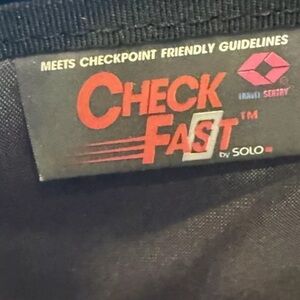 MEETS CHECKPOINT FRIENDLY GUIDELINES
CHECK
FAST™
TRAVEL SENTRY
by SOLO